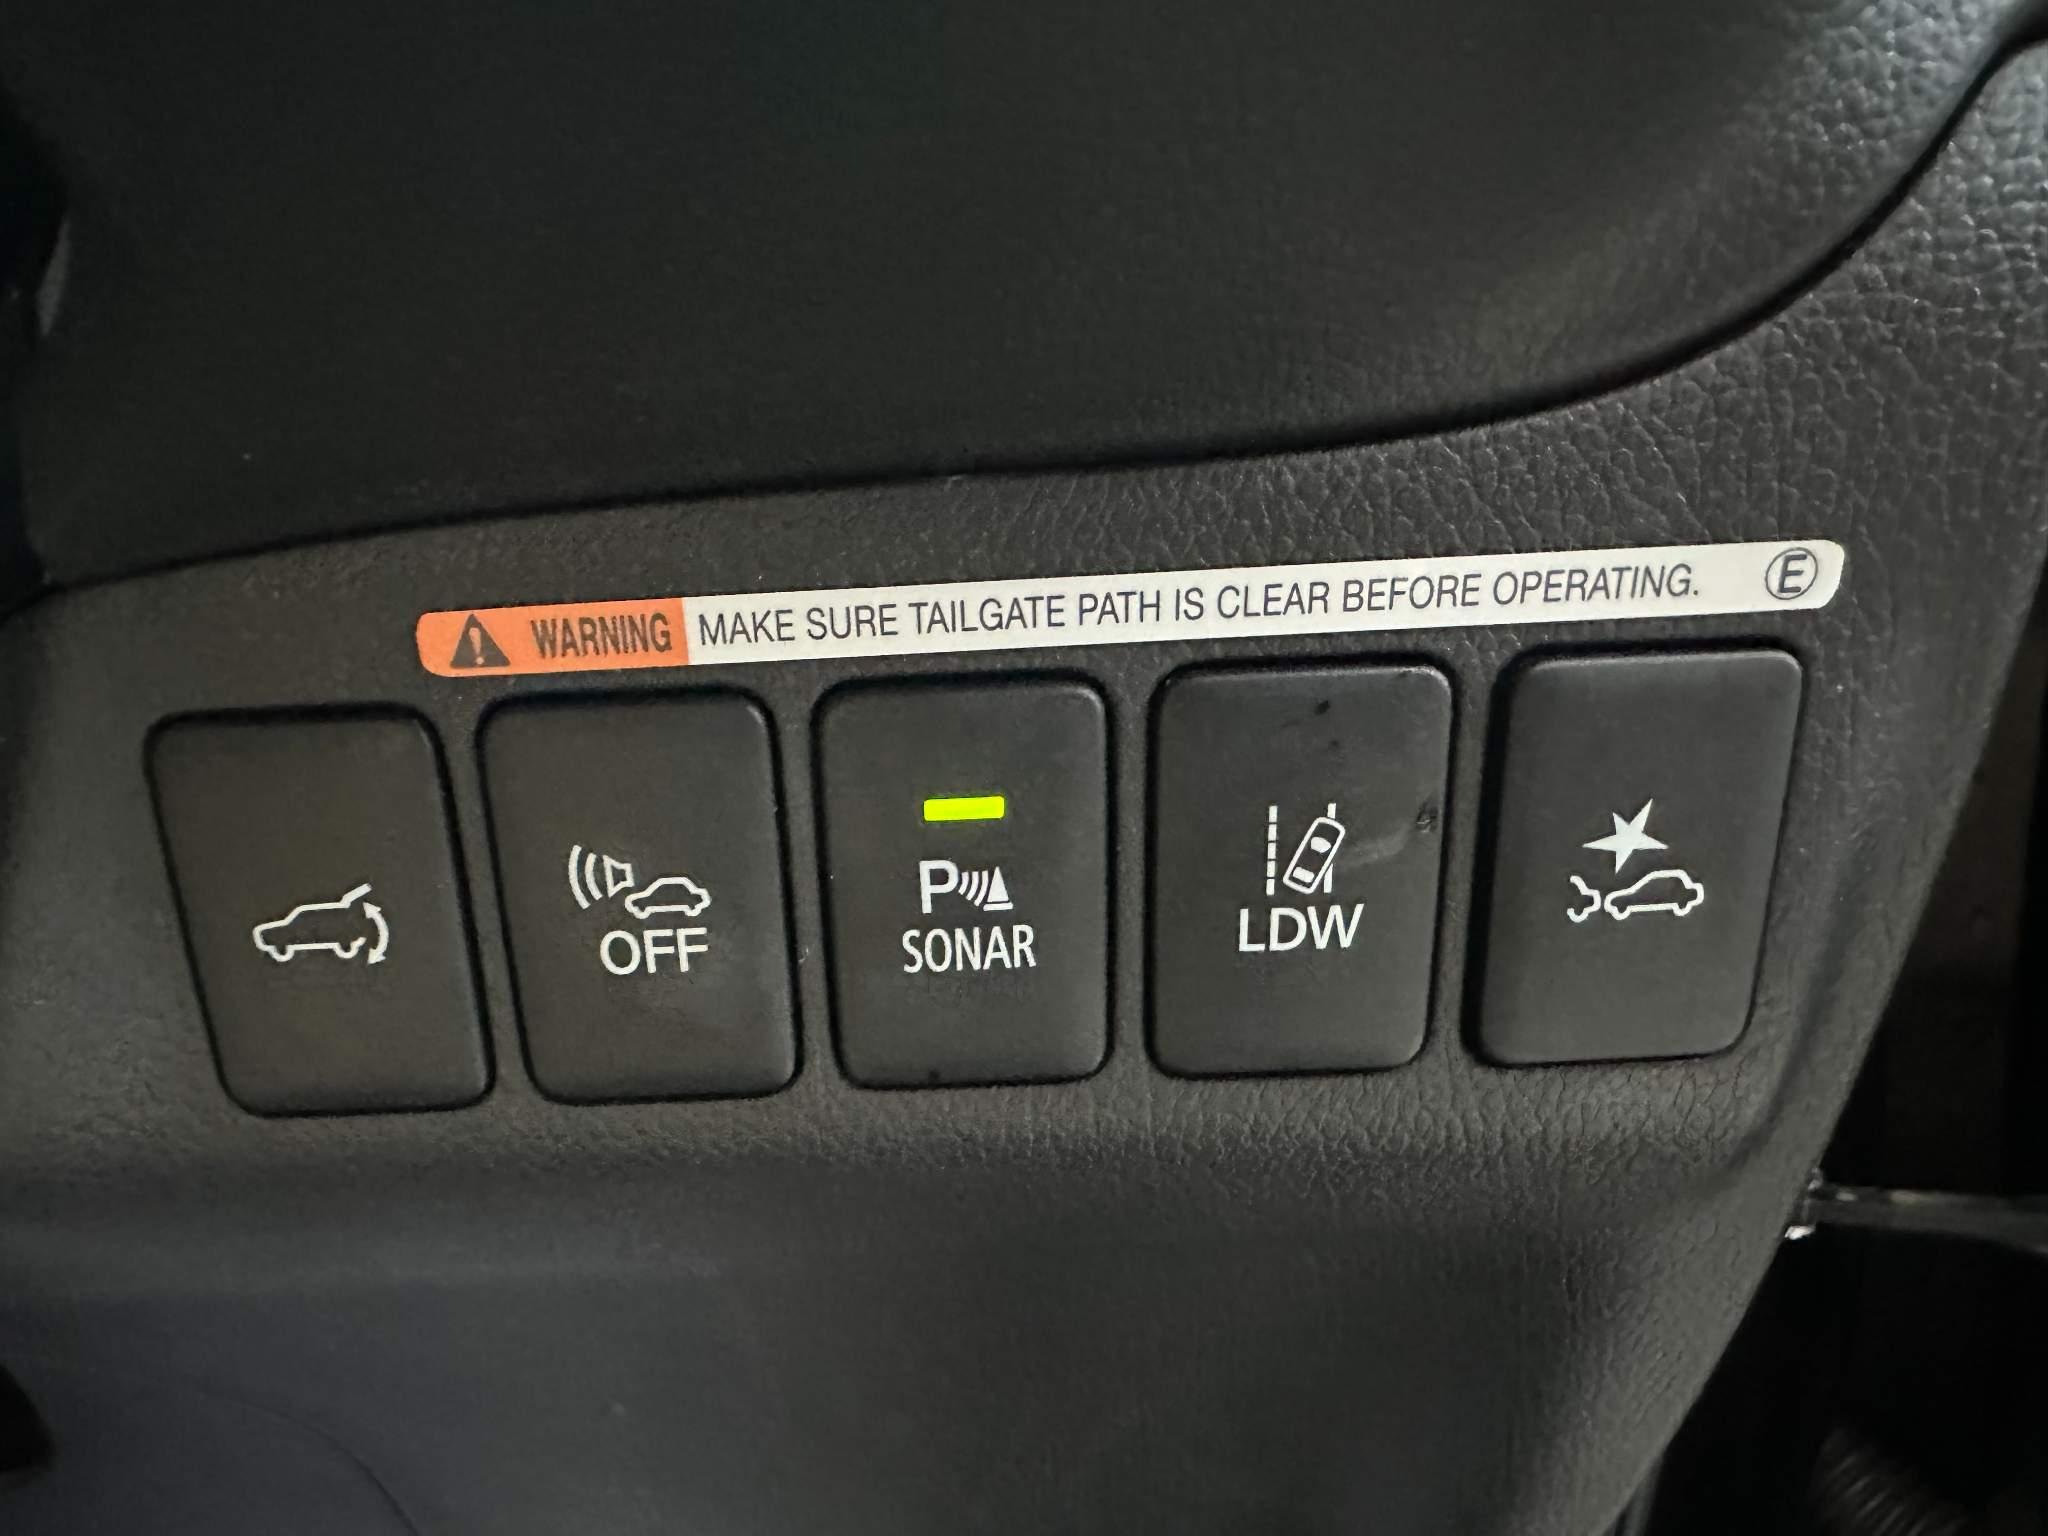 WARNING MAKE SURE TAILGATE PATH IS CLEAR BEFORE OPERATING. E
OFF
P
SONAR
LDW